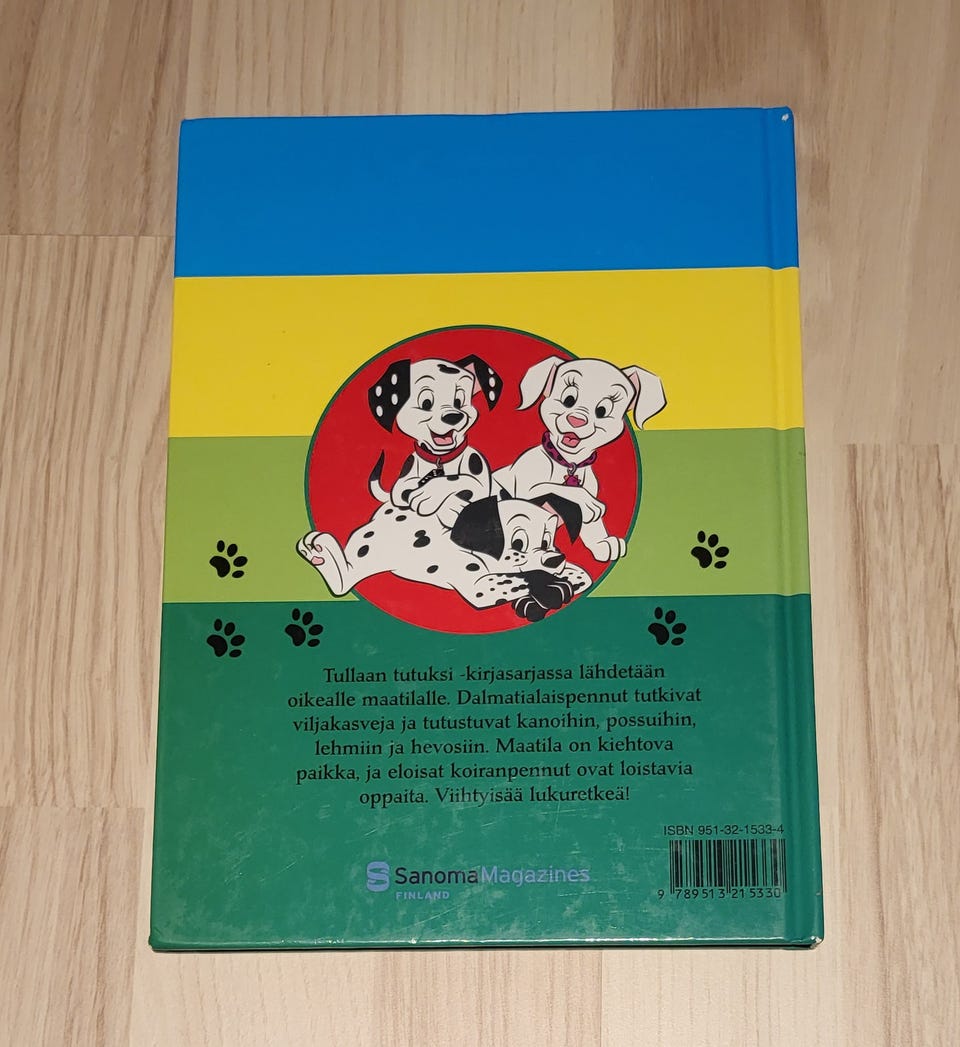 Tullaan tutuksi -kirjasarjassa lähdetään
oikealle maatilalle. Dalmatialaispennut tutkivat
viljakasveja ja tutustuvat kanoihin, possuihin,
lehmiin ja hevosiin. Maatila on kiehtova
paikka, ja eloisat koiranpennut ovat loistavia
oppaita. Viihtyisää lukuretkeä!
ISBN 951-32-1533-4
9 789513 215330
SanomaMagazines
FINLAND